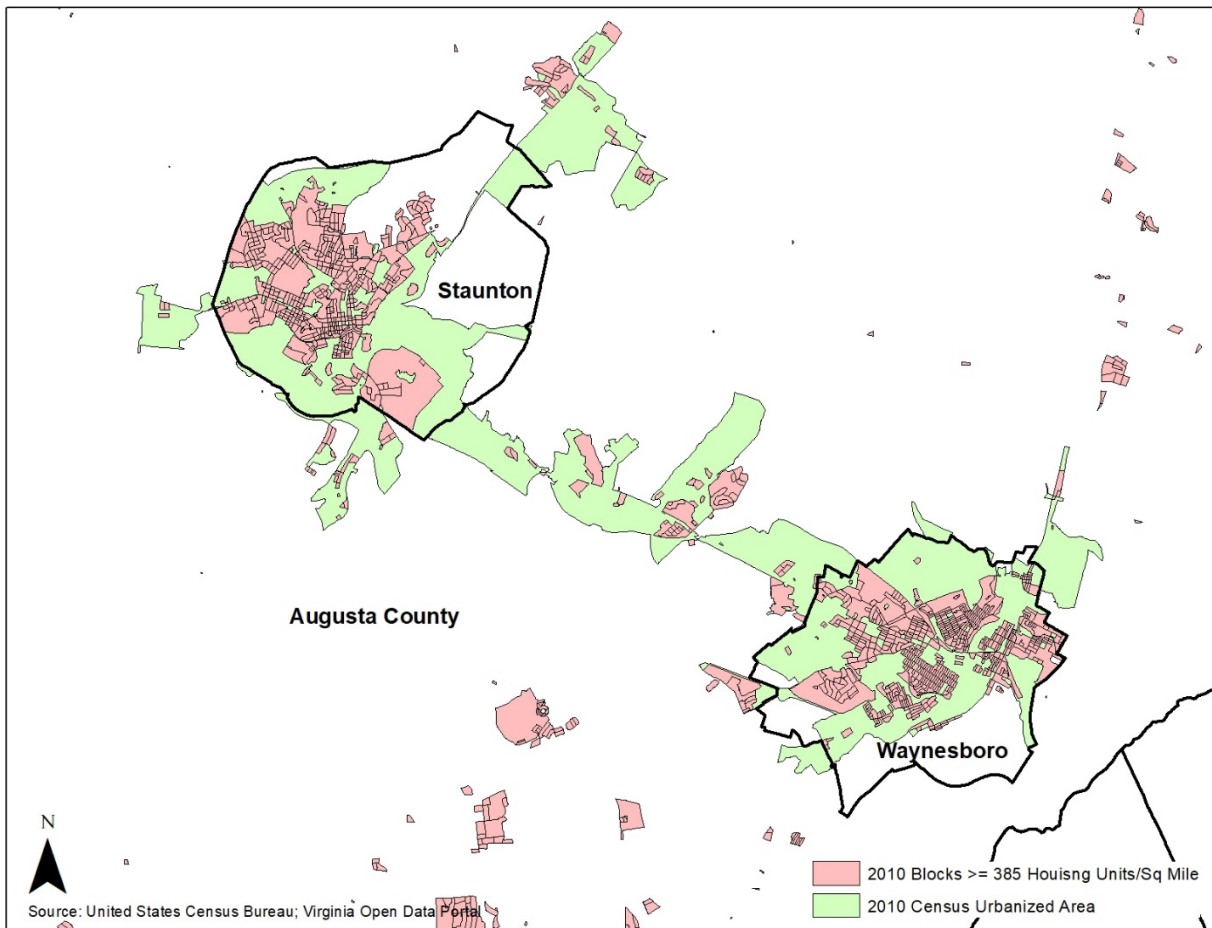 Staunton
Augusta County
Waynesboro
N
2010 Blocks >= 385 Houisng Units/Sq Mile
2010 Census Urbanized Area
Source: United States Census Bureau; Virginia Open Data Portal